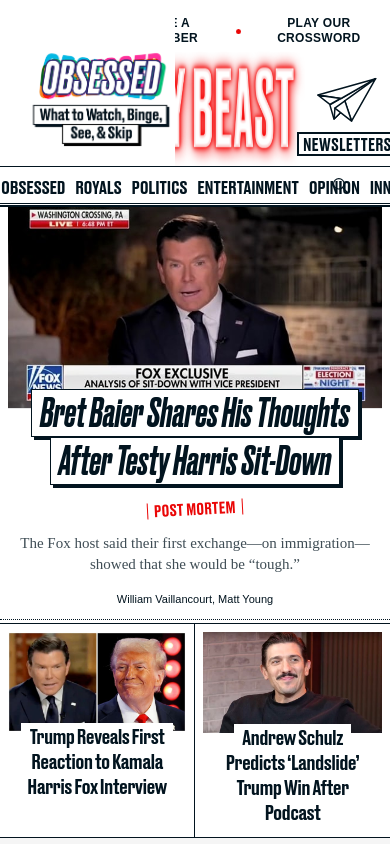 E A
BER
PLAY OUR
CROSSWORD
OBSESSED
What to Watch, Binge,
See, & Skip
Y BEAST
NEWSLETTERS
OBSESSED ROYALS POLITICS ENTERTAINMENT OPINION INN
WASHINGTON CROSSING, PA
LIVE 6:48 PM ET
FOX NEWS
FOX EXCLUSIVE
ANALYSIS OF SIT-DOWN WITH VICE PRESIDENT
ELECTION
NIGHT
Bret Baier Shares His Thoughts
After Testy Harris Sit-Down
POST MORTEM
The Fox host said their first exchange—on immigration—
showed that she would be “tough.”
William Vaillancourt, Matt Young
Trump Reveals First
Reaction to Kamala
Harris Fox Interview
Andrew Schulz
Predicts ‘Landslide’
Trump Win After
Podcast